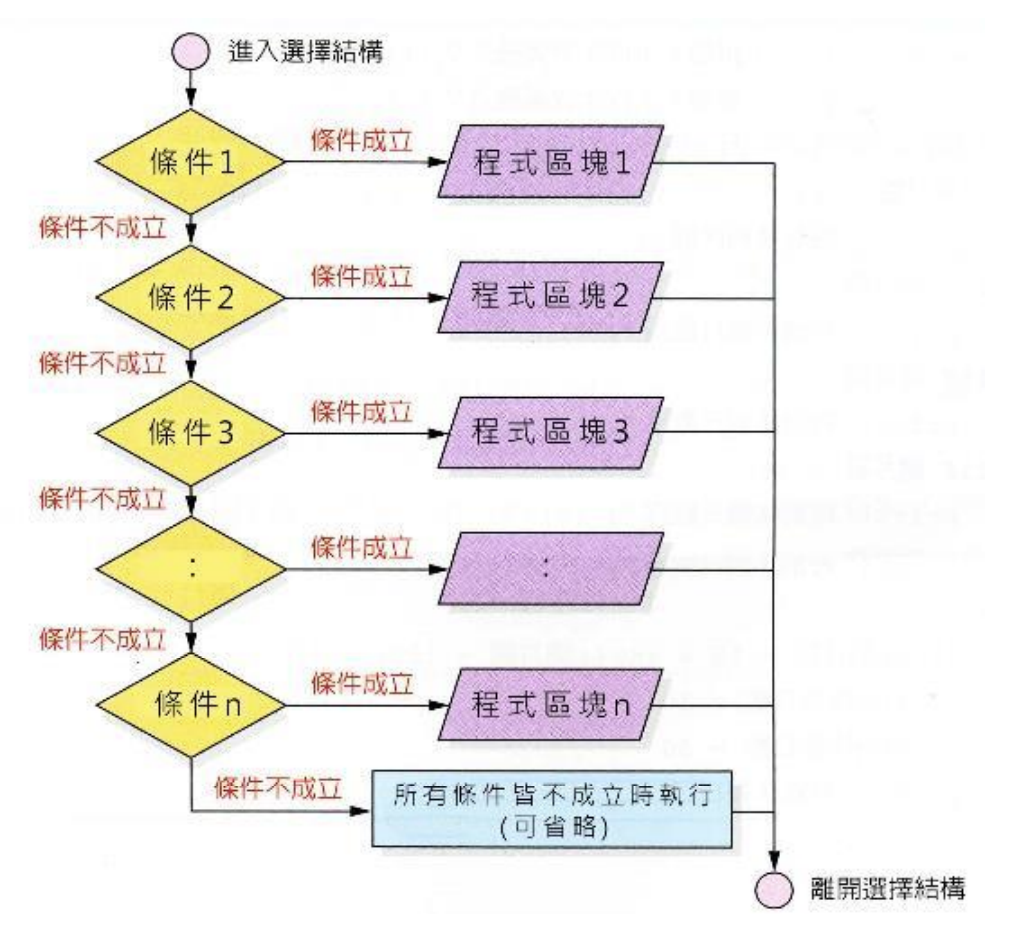 進入選擇結構
條件1
條件成立
程式區塊1
條件不成立
條件2
條件成立
程式區塊2
條件不成立
條件3
條件成立
程式區塊3
條件不成立
:
條件成立
:
條件不成立
條件n
條件成立
程式區塊n
條件不成立
所有條件皆不成立時執行
(可省略)
離開選擇結構